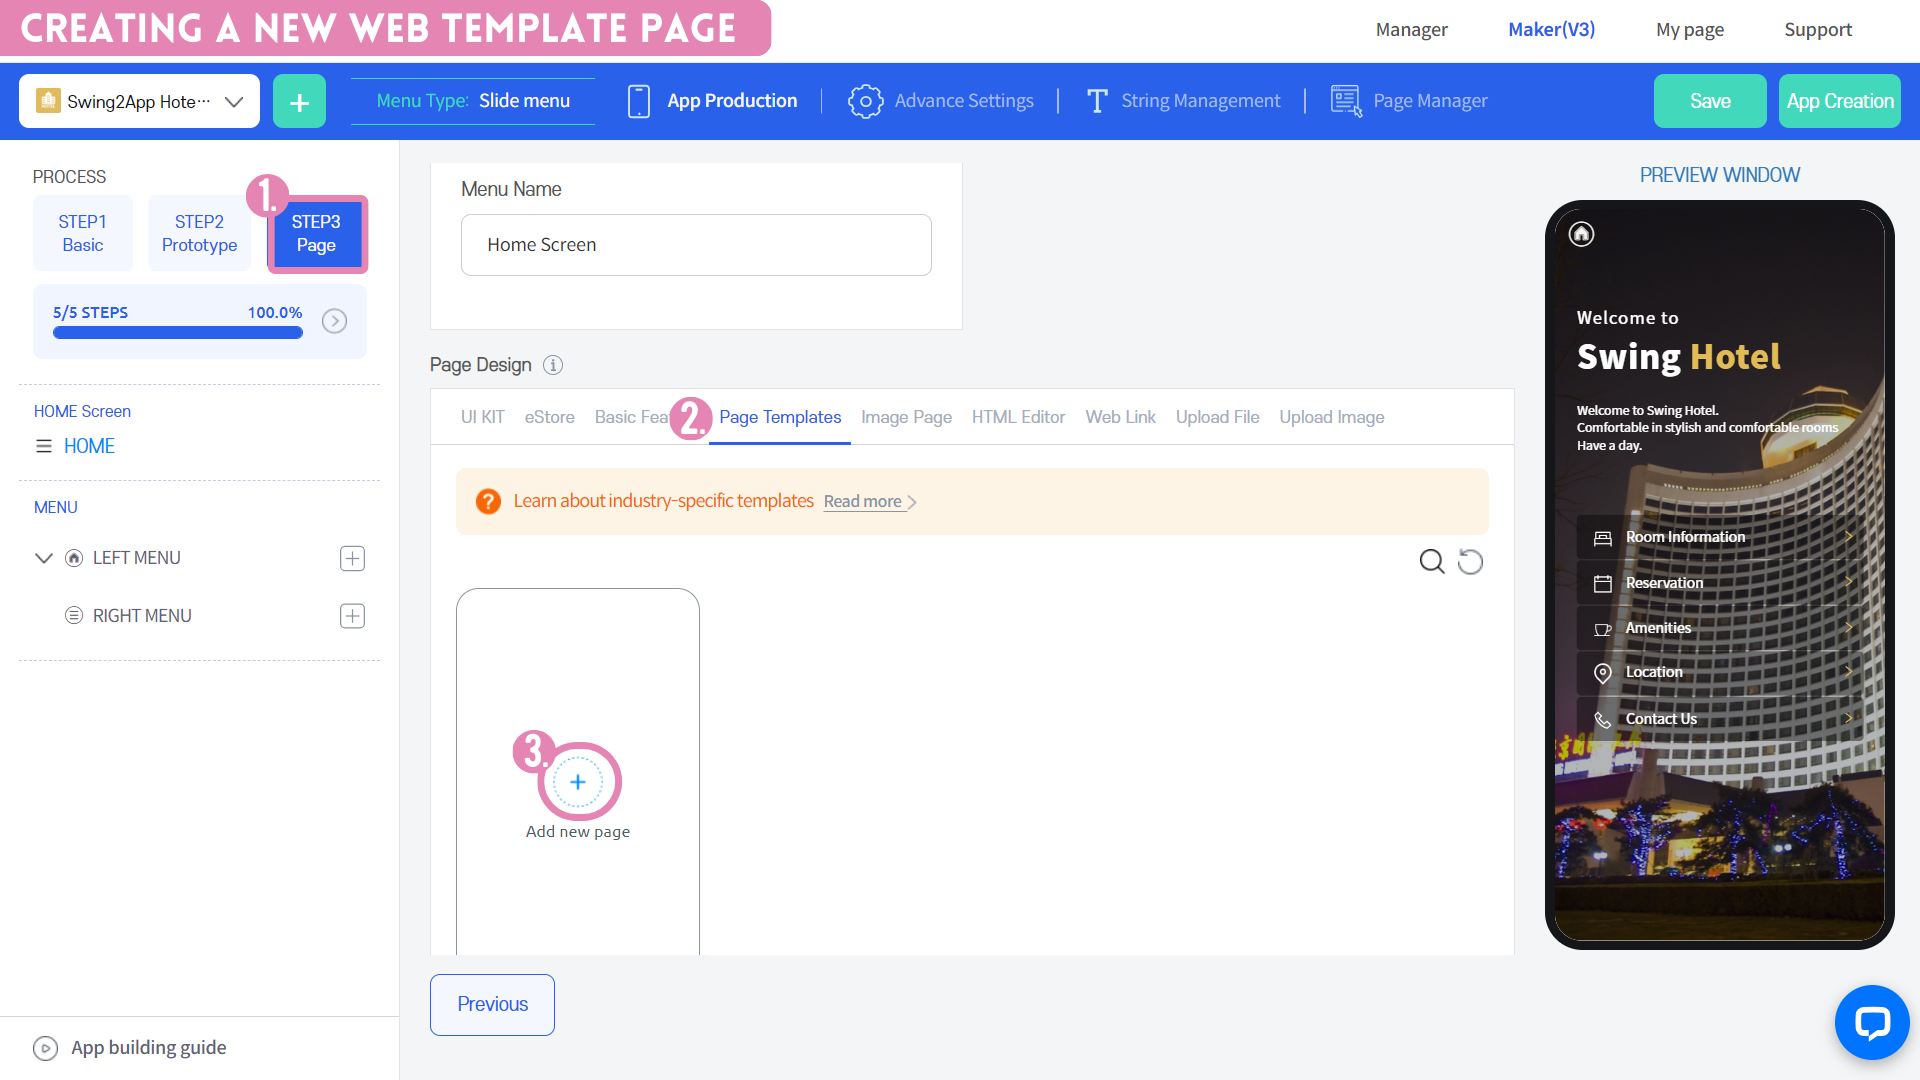 CREATING A NEW WEB TEMPLATE PAGE
Manager
Maker(V3)
My page
Support
Swing2App Hote···
+
Menu Type: Slide menu
App Production
Advance Settings
String Management
Page Manager
Save
App Creation
PROCESS
1.
STEP1
Basic
STEP2
Prototype
STEP3
Page
5/5 STEPS
100.0%
HOME Screen
HOME
MENU
LEFT MENU
RIGHT MENU
App building guide
Menu Name
Home Screen
Page Design
UI KIT
eStore
Basic Fea
2.
Page Templates
Image Page
HTML Editor
Web Link
Upload File
Upload Image
Learn about industry-specific templates
Read more
3.
Add new page
Previous
PREVIEW WINDOW
Welcome to
Swing Hotel
Welcome to Swing Hotel.
Comfortable in stylish and comfortable rooms
Have a day.
Room Information
Reservation
Amenities
Location
Contact Us